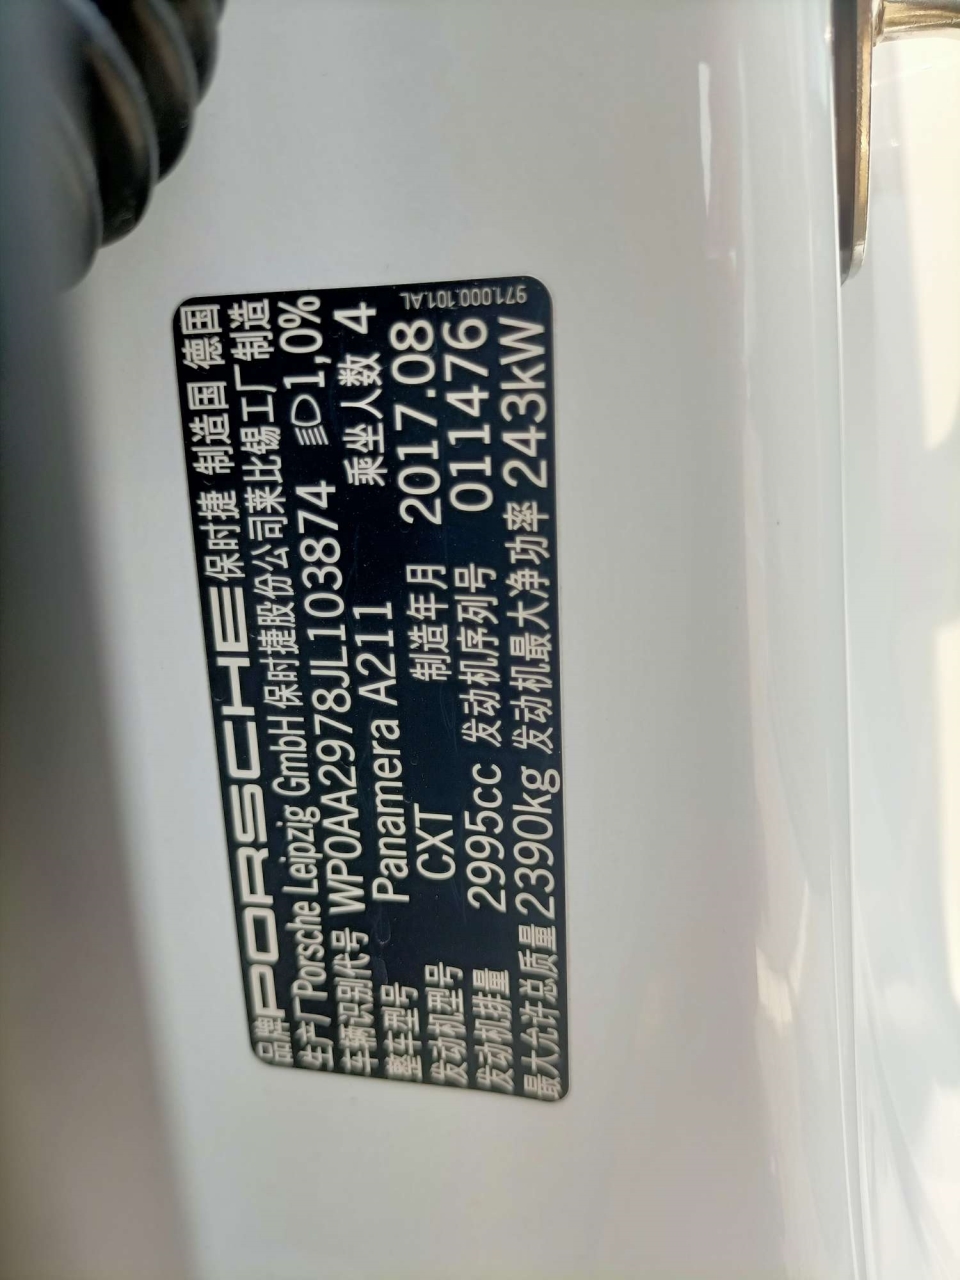 品牌 PORSCHE 保时捷 制造国 德国
生产厂 Porsche Leipzig GmbH 保时捷股份公司莱比锡工厂制造
车辆识别代号 WP0AA2978JL103874 1,0%
整车型号 Panamera A211 乘坐人数 4
发动机型号 CXT 制造年月 2017.08
发动机排量 2995cc 发动机序列号 011476
最大允许总质量 2390kg 发动机最大净功率 243kW
971.000.101.AL